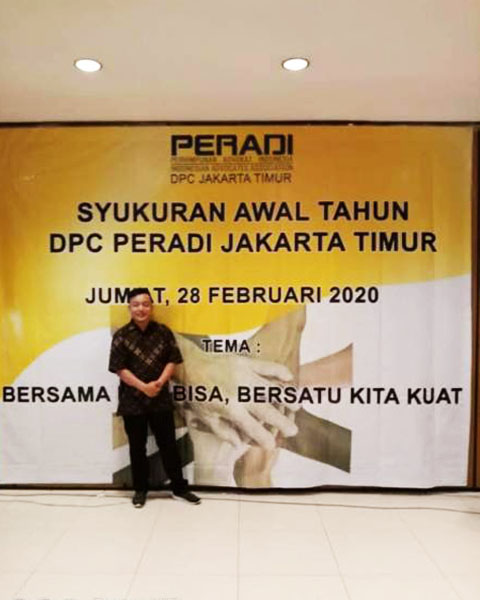 PERADI
PERHIMPUNAN ADVOKAT INDONESIA
INDONESIAN ADVOCATES ASSOCIATION
DPC JAKARTA TIMUR
SYUKURAN AWAL TAHUN
DPC PERADI JAKARTA TIMUR
JUM'AT, 28 FEBRUARI 2020
TEMA :
BERSAMA BISA, BERSATU KITA KUAT